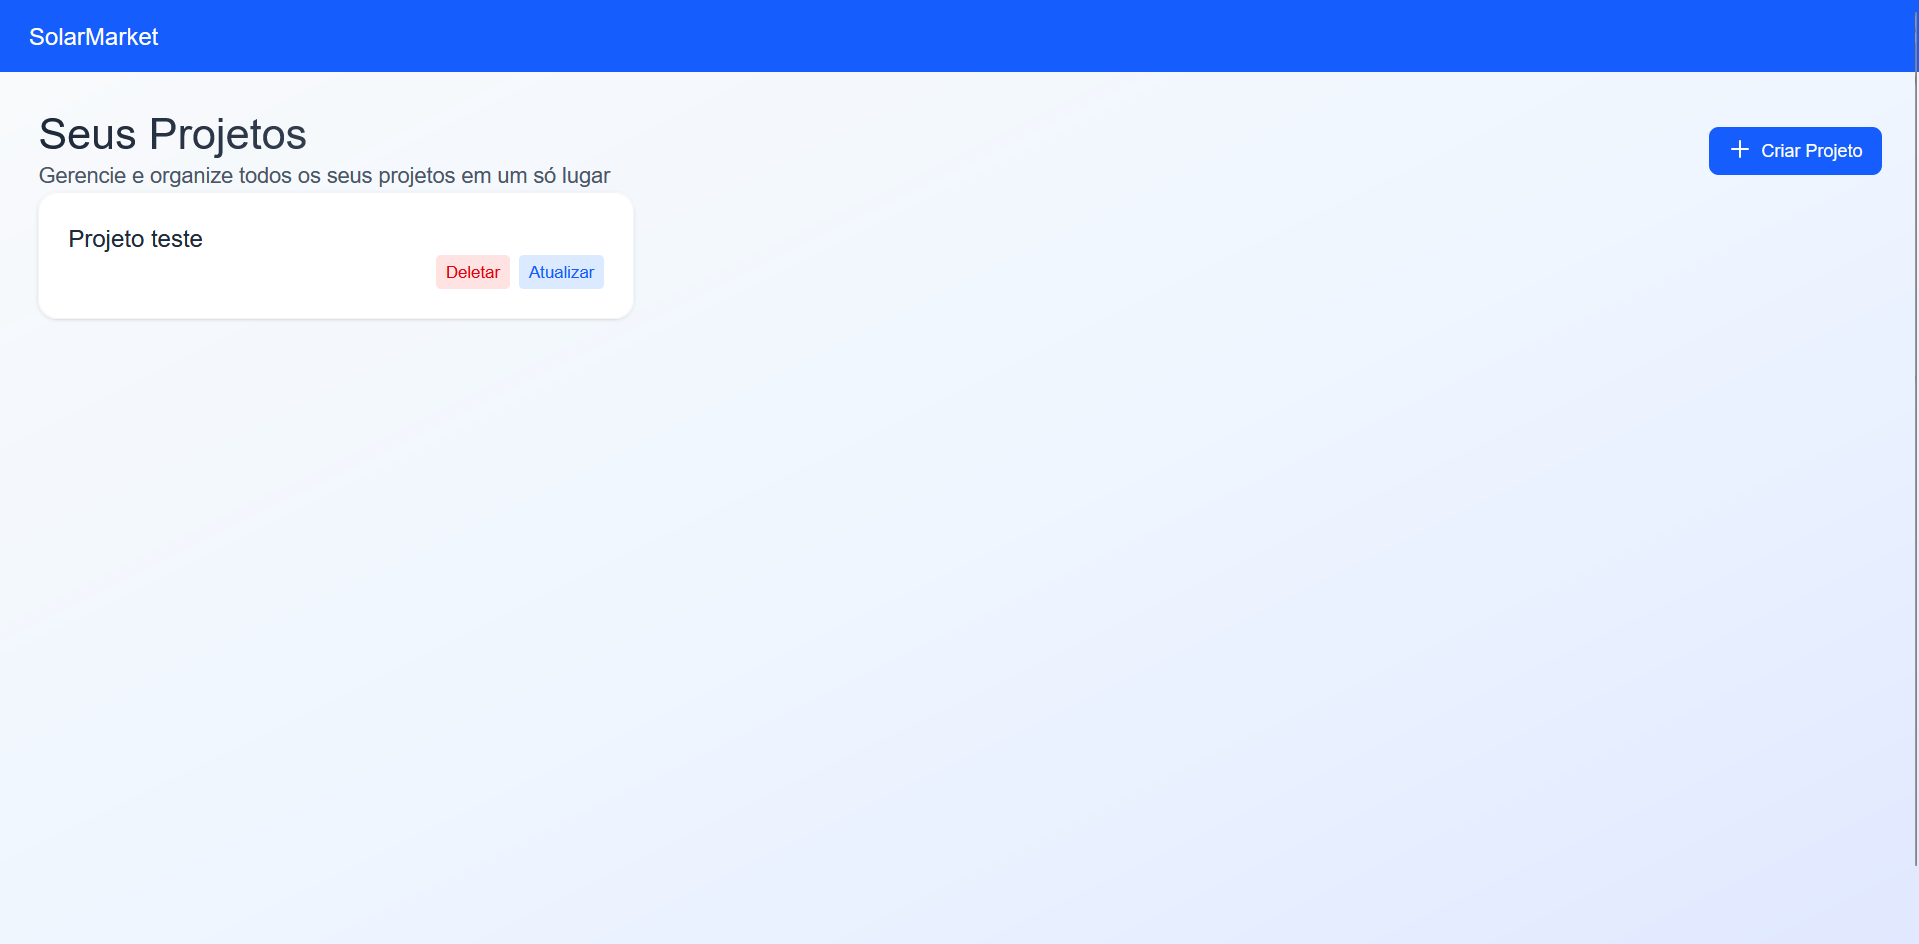 SolarMarket
Seus Projetos
Gerencie e organize todos os seus projetos em um só lugar
Criar Projeto
Projeto teste
Deletar Atualizar